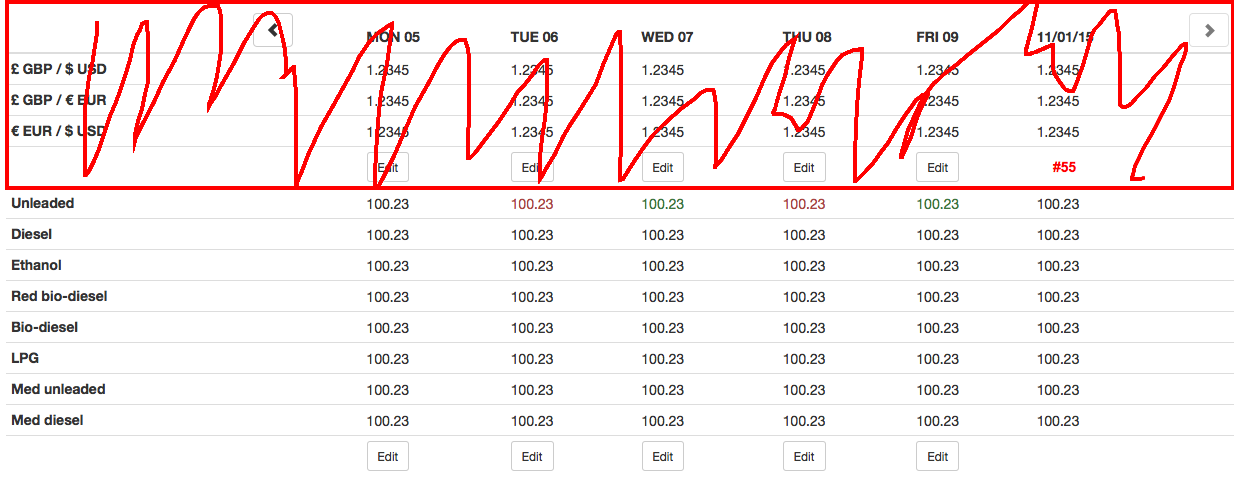 MON 05 TUE 06 WED 07 THU 08 FRI 09 11/01/15
£ GBP / $ USD 1.2345 1.2345 1.2345 1.2345 1.2345 1.2345
£ GBP / € EUR 1.2345 1.2345 1.2345 1.2345 1.2345 1.2345
€ EUR / $ USD 1.2345 1.2345 1.2345 1.2345 1.2345 1.2345
Edit Edit Edit Edit Edit #55
Unleaded 100.23 100.23 100.23 100.23 100.23 100.23
Diesel 100.23 100.23 100.23 100.23 100.23 100.23
Ethanol 100.23 100.23 100.23 100.23 100.23 100.23
Red bio-diesel 100.23 100.23 100.23 100.23 100.23 100.23
Bio-diesel 100.23 100.23 100.23 100.23 100.23 100.23
LPG 100.23 100.23 100.23 100.23 100.23 100.23
Med unleaded 100.23 100.23 100.23 100.23 100.23 100.23
Med diesel 100.23 100.23 100.23 100.23 100.23 100.23
Edit Edit Edit Edit Edit